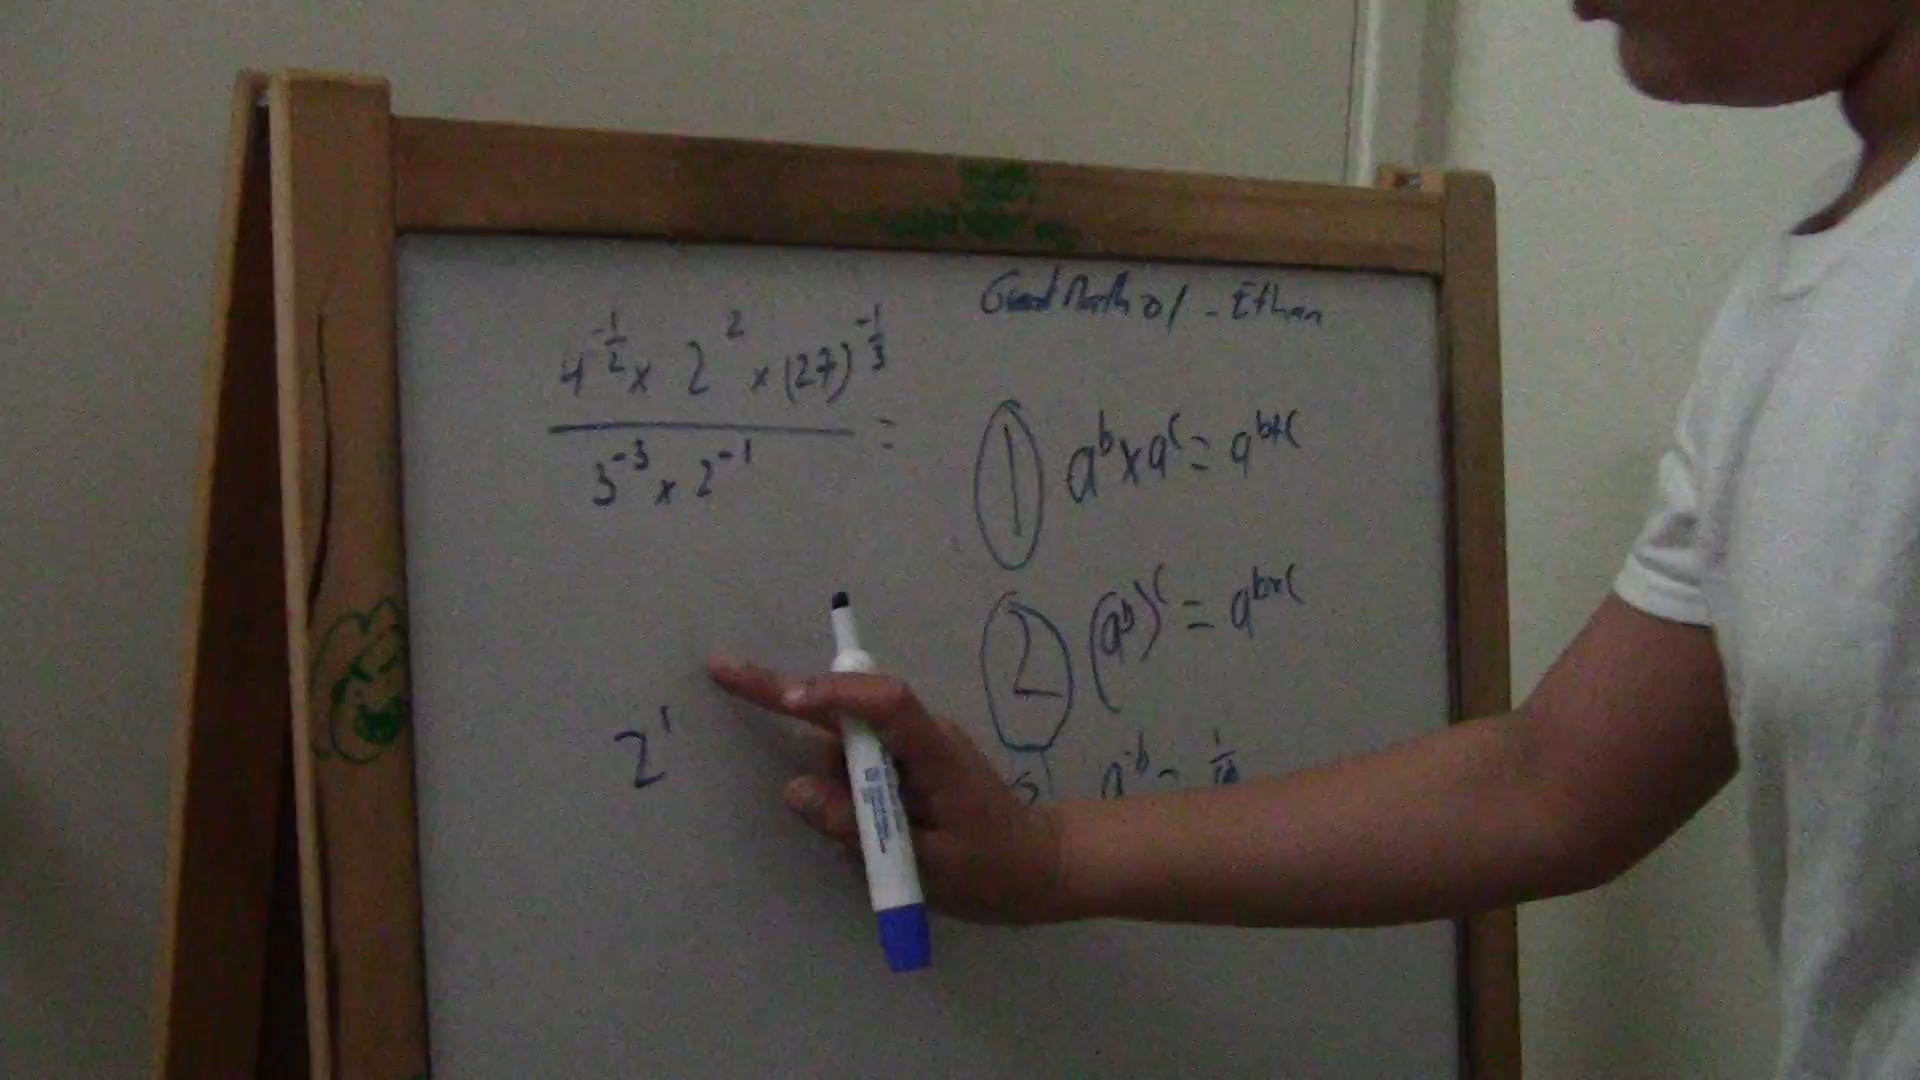 4^{-1/2} x 2^2 x (27)^{-1/3}
3^{-3} x 2^{-1} =
2^1
Math 01 - Ethan
1 a^b x a^c = a^{b+c}
2 (a^b)^c = a^{bxc}
a^{-b} =